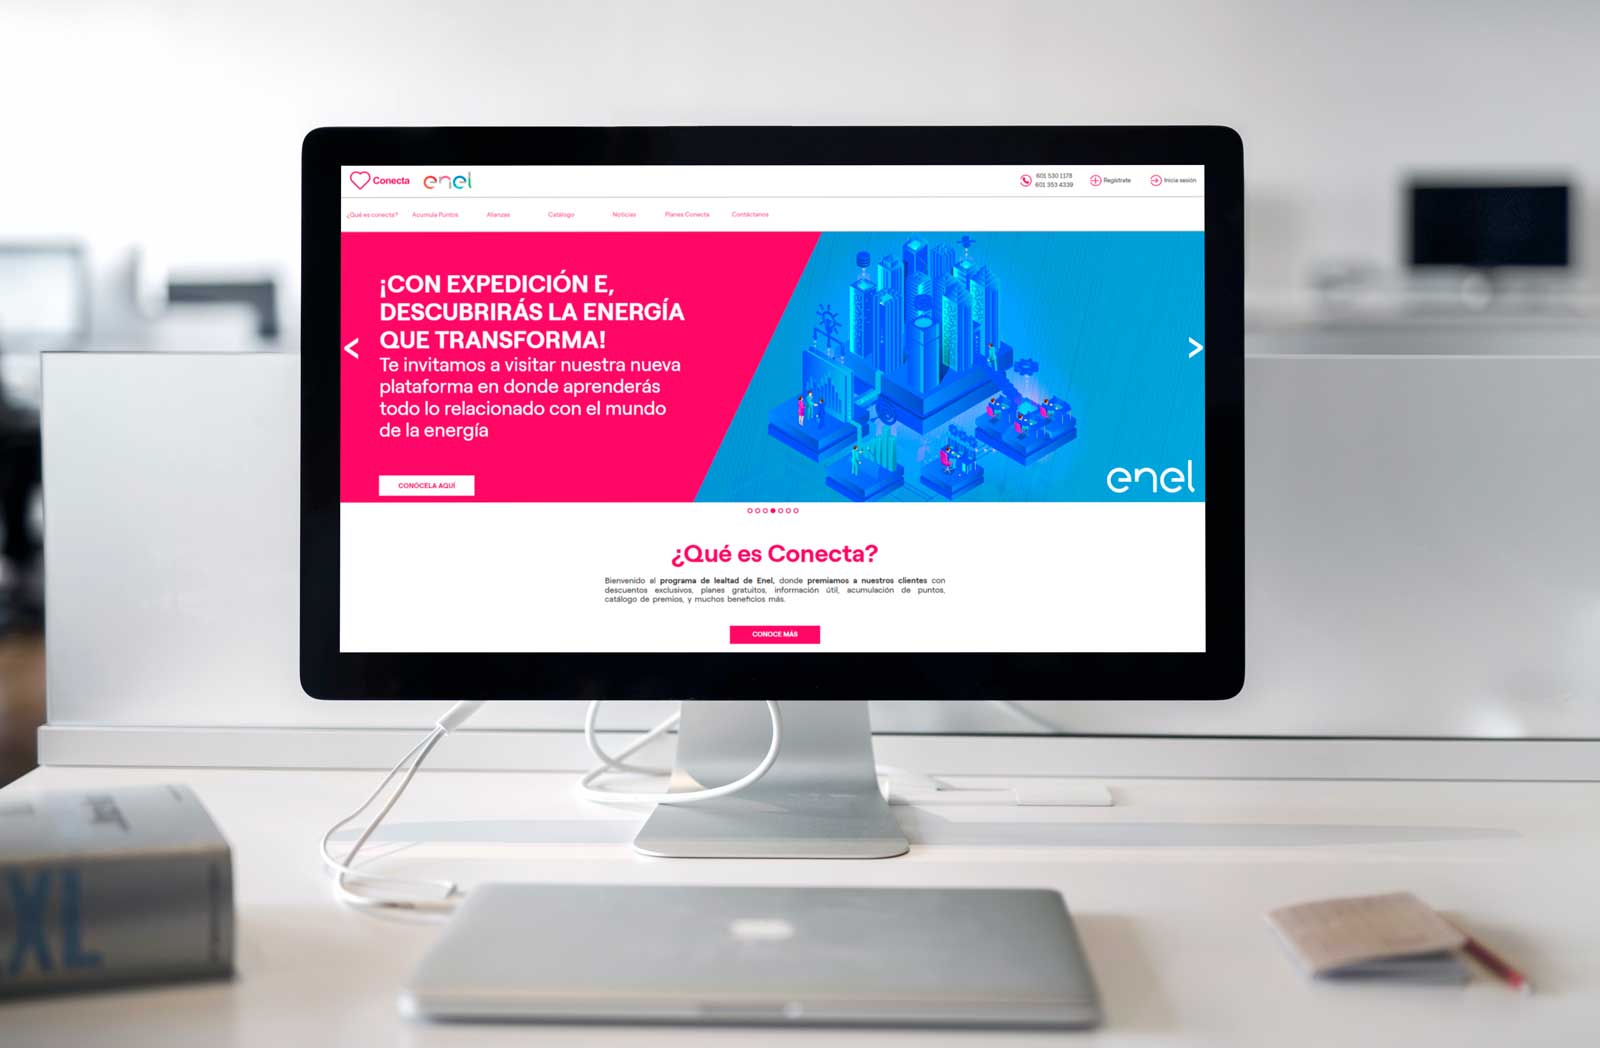 Conecta enel
601 530 1178
601 353 4339
Regístrate
Inicia sesión
¿Qué es conecta? Acumula Puntos Alianzas Catálogo Noticias Planes Conecta Contáctanos
¡CON EXPEDICIÓN E,
DESCUBRIRÁS LA ENERGÍA
QUE TRANSFORMA!
Te invitamos a visitar nuestra nueva
plataforma en donde aprenderás
todo lo relacionado con el mundo
de la energía
CONÓCELA AQUÍ
enel
¿Qué es Conecta?
Bienvenido al programa de lealtad de Enel, donde premiamos a nuestros clientes con
descuentos exclusivos, planes gratuitos, información útil, acumulación de puntos,
catálogo de premios, y muchos beneficios más.
CONOCE MÁS
XL